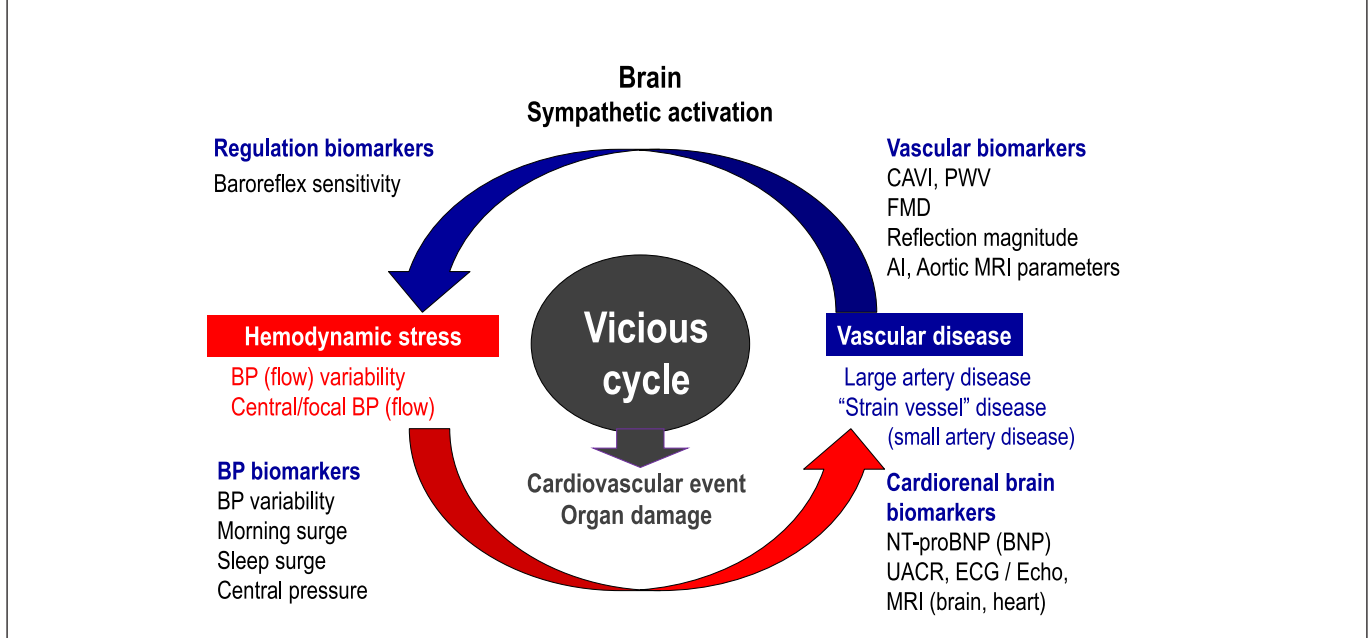 Brain
Sympathetic activation
Regulation biomarkers
Baroreflex sensitivity
Vascular biomarkers
CAVI, PWV
FMD
Reflection magnitude
AI, Aortic MRI parameters
Hemodynamic stress
BP (flow) variability
Central/focal BP (flow)
Vicious
cycle
Vascular disease
Large artery disease
“Strain vessel” disease
(small artery disease)
BP biomarkers
BP variability
Morning surge
Sleep surge
Central pressure
Cardiovascular event
Organ damage
Cardiorenal brain
biomarkers
NT-proBNP (BNP)
UACR, ECG / Echo,
MRI (brain, heart)